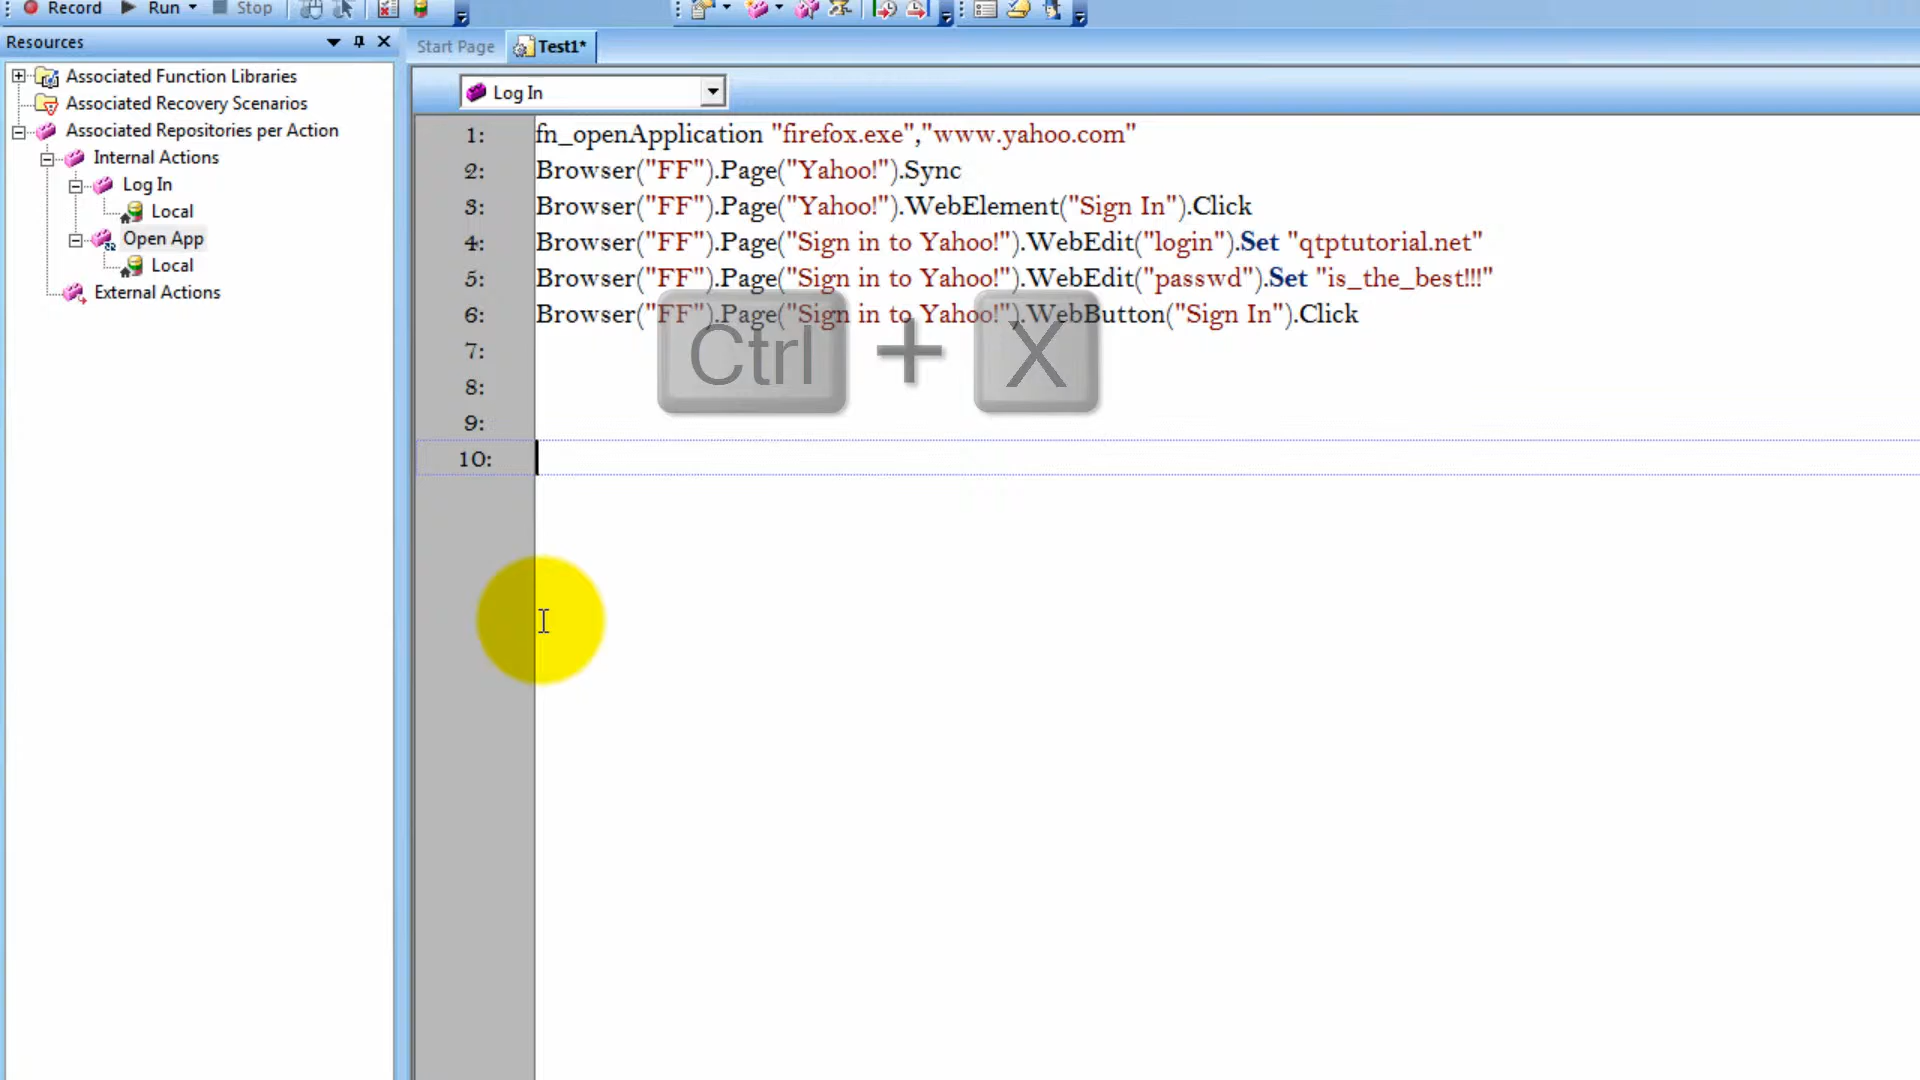 Record Run Stop
Resources
Start Page Test1*
Associated Function Libraries
Associated Recovery Scenarios
Associated Repositories per Action
Internal Actions
Log In
Local
Open App
Local
External Actions
Log In
1: fn_openApplication "firefox.exe","www.yahoo.com"
2: Browser("FF").Page("Yahoo!").Sync
3: Browser("FF").Page("Yahoo!").WebElement("Sign In").Click
4: Browser("FF").Page("Sign in to Yahoo!").WebEdit("login").Set "qtptutorial.net"
5: Browser("FF").Page("Sign in to Yahoo!").WebEdit("passwd").Set "is_the_best!!!"
6: Browser("FF").Page("Sign in to Yahoo!").WebButton("Sign In").Click
7:
8:
9:
10:
Ctrl + X